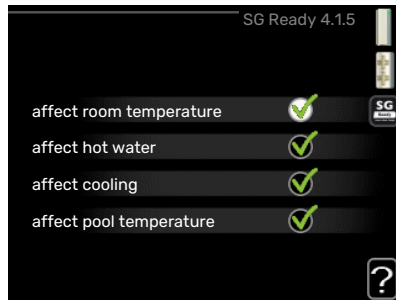 SG Ready 4.1.5
SG
Ready
affect room temperature
affect hot water
affect cooling
affect pool temperature
?